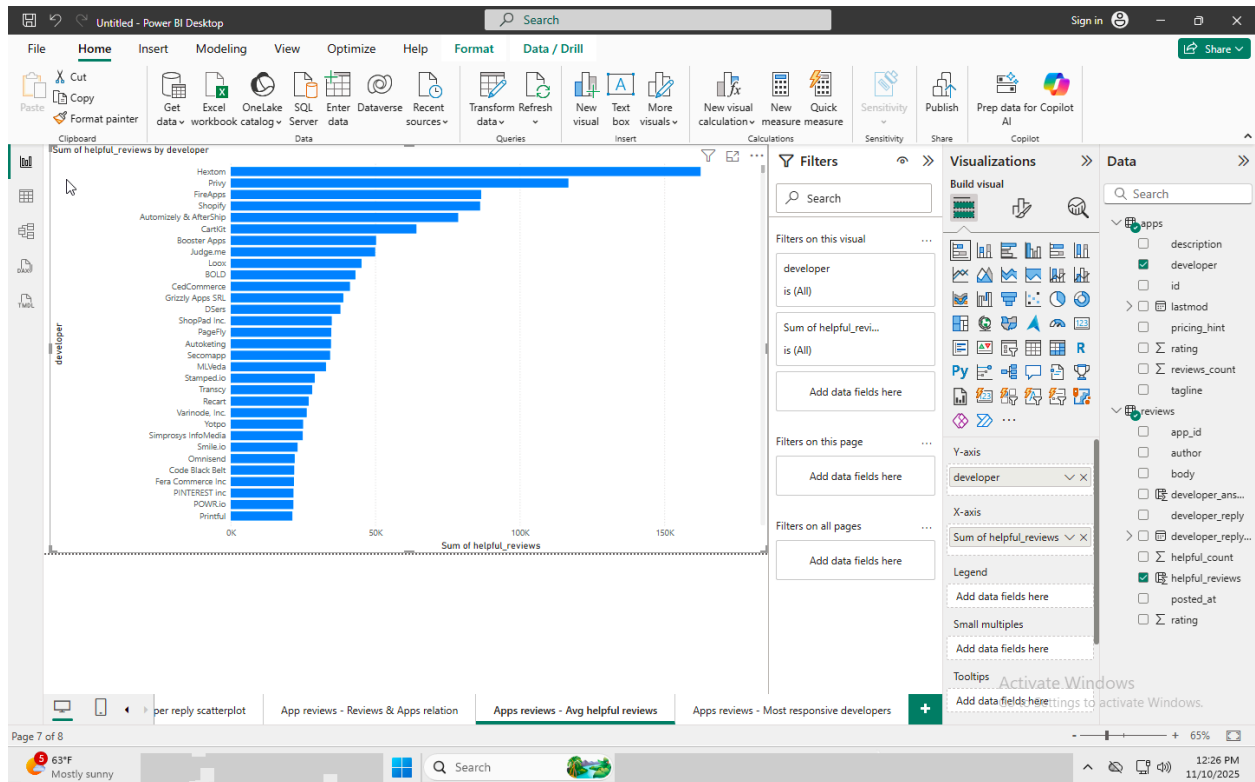 Untitled - Power BI Desktop
Search
Sign in
File
Home
Insert
Modeling
View
Optimize
Help
Format
Data / Drill
Share
Paste
Cut
Copy
Format painter
Clipboard
Get data
Excel workbook
OneLake catalog
SQL Server
Enter data
Dataverse
Recent sources
Data
Transform data
Refresh
Queries
New visual
Text box
More visuals
Insert
New visual calculation
New measure
Quick measure
Calculations
Sensitivity
Sensitivity
Publish
Share
Prep data for AI
Copilot
Copilot
Sum of helpful_reviews by developer
developer
Hextom
Privy
FireApps
Shopify
Automizely & AfterShip
CartKit
Booster Apps
Judge.me
Loox
BOLD
CedCommerce
Grizzly Apps SRL
DSers
ShopPad Inc.
PageFly
Autoketing
Secomapp
MLVeda
Stamped.io
Transcy
Recart
Varinode, Inc.
Yotpo
Simprosys InfoMedia
Smile.io
Omnisend
Code Black Belt
Fera Commerce Inc
PINTEREST inc
POWR.io
Printful
0K
50K
100K
150K
Sum of helpful_reviews
Filters
Search
Filters on this visual
developer
is (All)
Sum of helpful_revi...
is (All)
Add data fields here
Filters on this page
Add data fields here
Filters on all pages
Add data fields here
Visualizations
Build visual
Y-axis
developer
X-axis
Sum of helpful_reviews
Legend
Add data fields here
Small multiples
Add data fields here
Tooltips
Add data fields here
Data
Search
apps
description
developer
id
lastmod
pricing_hint
rating
reviews_count
tagline
reviews
app_id
author
body
developer_ans...
developer_reply
developer_reply...
helpful_count
helpful_reviews
posted_at
rating
Activate Windows
Go to Settings to activate Windows.
per reply scatterplot
App reviews - Reviews & Apps relation
Apps reviews - Avg helpful reviews
Apps reviews - Most responsive developers
Page 7 of 8
65%
5
63°F
Mostly sunny
Search
12:26 PM
11/10/2025